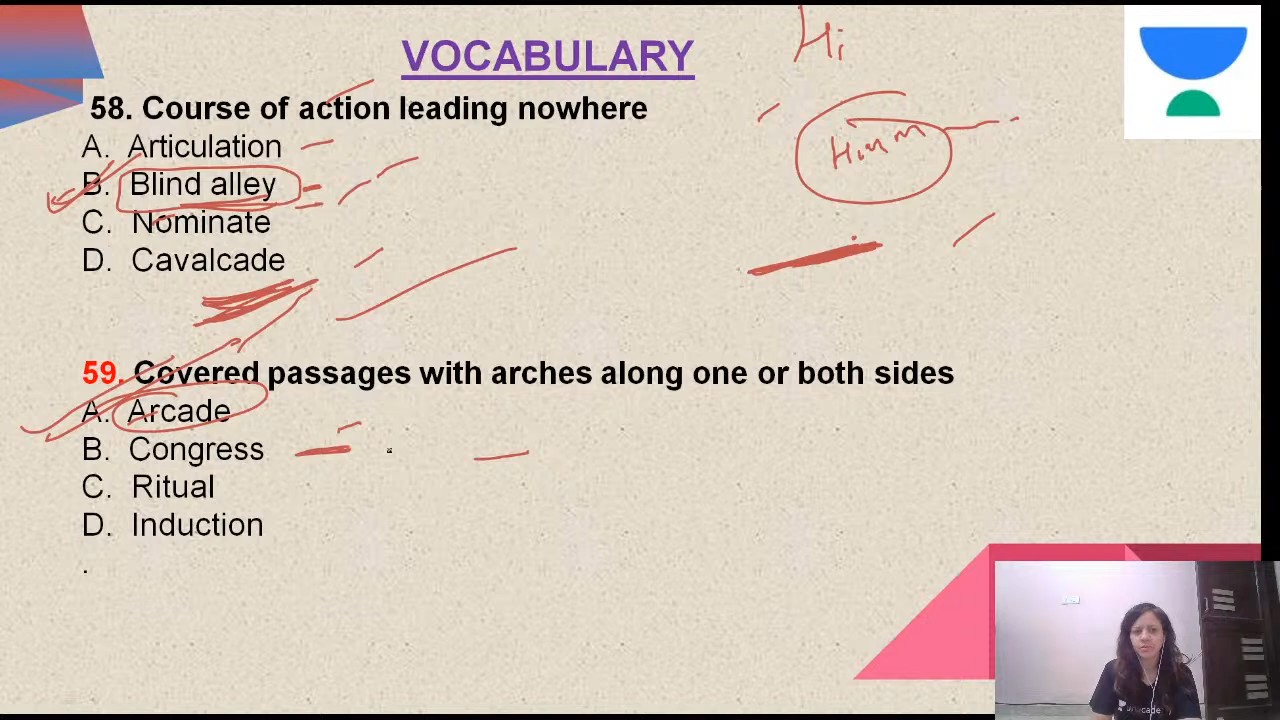 VOCABULARY
Hi
58. Course of action leading nowhere
A. Articulation
B. Blind alley
C. Nominate
D. Cavalcade
59. Covered passages with arches along one or both sides
A. Arcade
B. Congress
C. Ritual
D. Induction
.